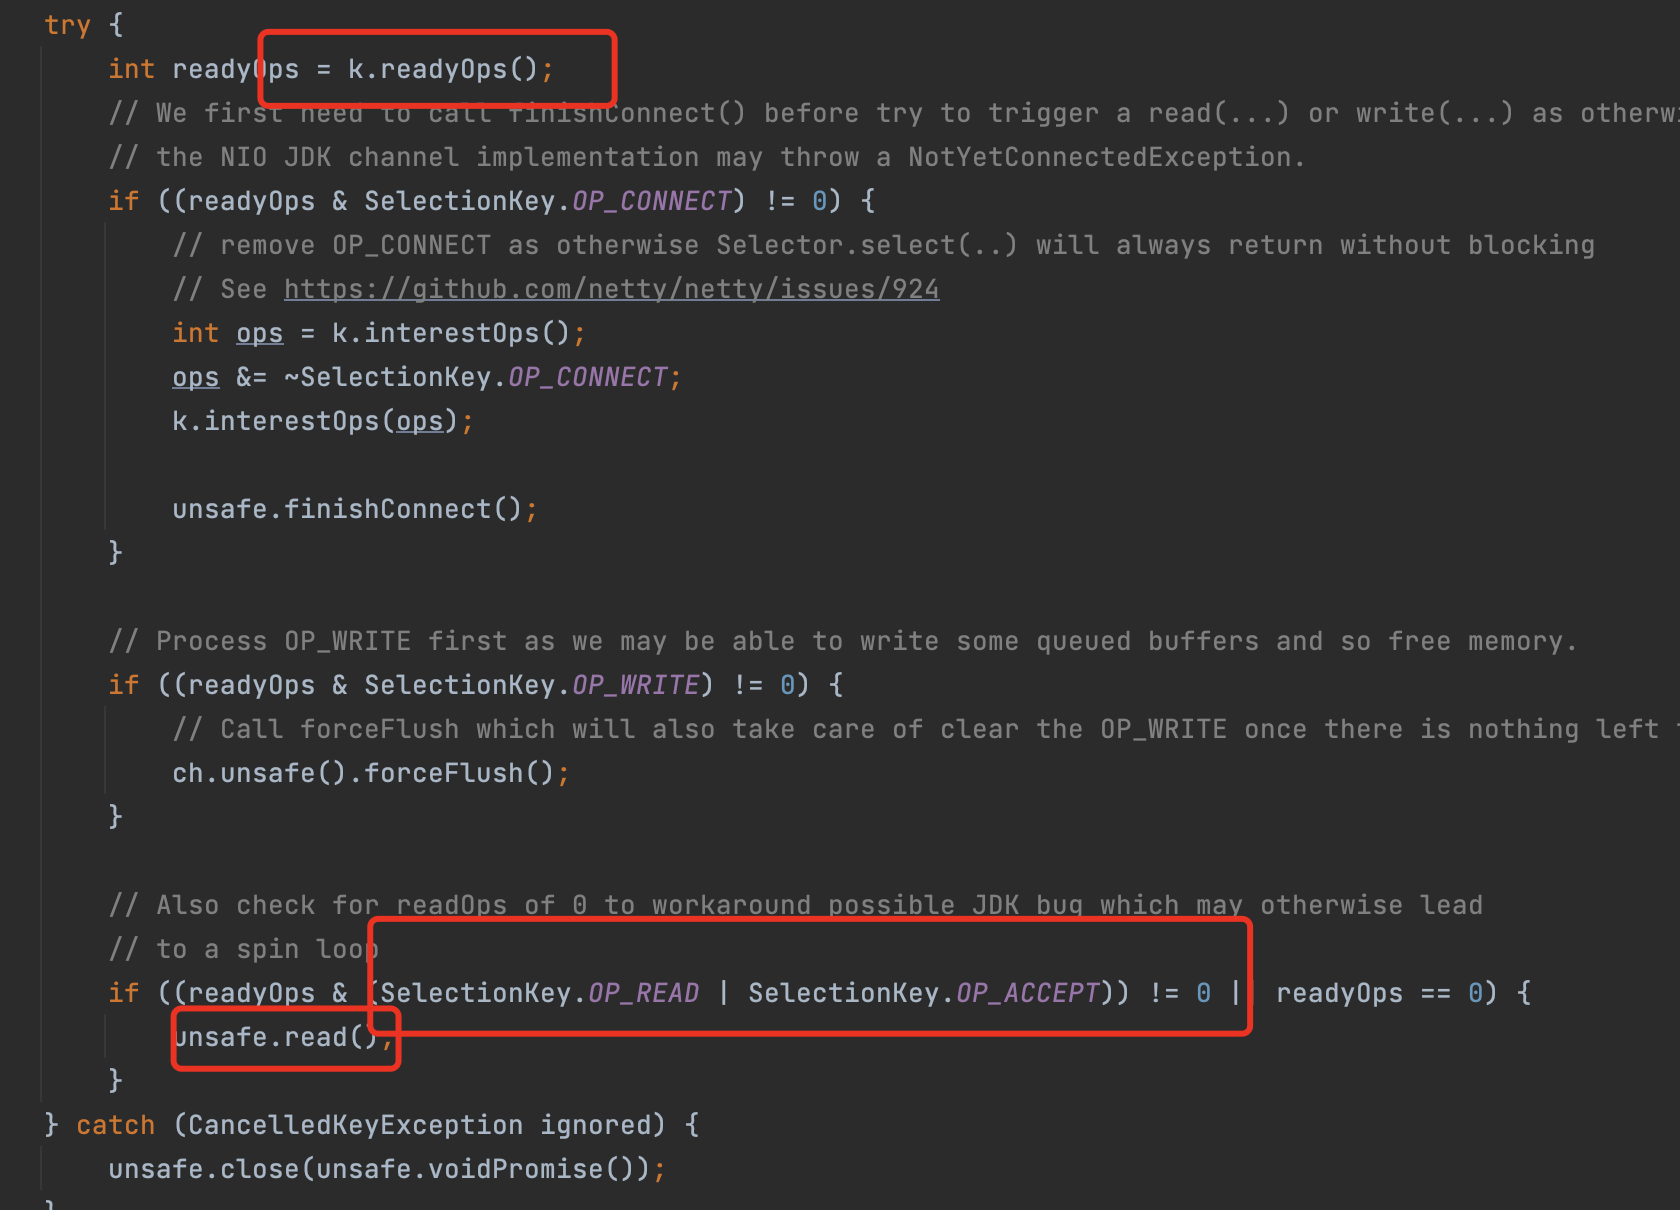 try {
int readyOps = k.readyOps();
// We first need to call finishConnect() before try to trigger a read(...) or write(...) as
// the NIO JDK channel implementation may throw a NotYetConnectedException.
if ((readyOps & SelectionKey.OP_CONNECT) != 0) {
// remove OP_CONNECT as otherwise Selector.select(..) will always return without blocking
// See https://github.com/netty/netty/issues/924
int ops = k.interestOps();
ops &= ~SelectionKey.OP_CONNECT;
k.interestOps(ops);
unsafe.finishConnect();
}
// Process OP_WRITE first as we may be able to write some queued buffers and so free memory.
if ((readyOps & SelectionKey.OP_WRITE) != 0) {
// Call forceFlush which will also take care of clear the OP_WRITE once there is nothing left
ch.unsafe().forceFlush();
}
// Also check for readOps of 0 to workaround possible JDK bug which may otherwise lead
// to a spin loop
if ((readyOps & (SelectionKey.OP_READ | SelectionKey.OP_ACCEPT)) != 0 || readyOps == 0) {
unsafe.read();
}
} catch (CancelledKeyException ignored) {
unsafe.close(unsafe.voidPromise());
}